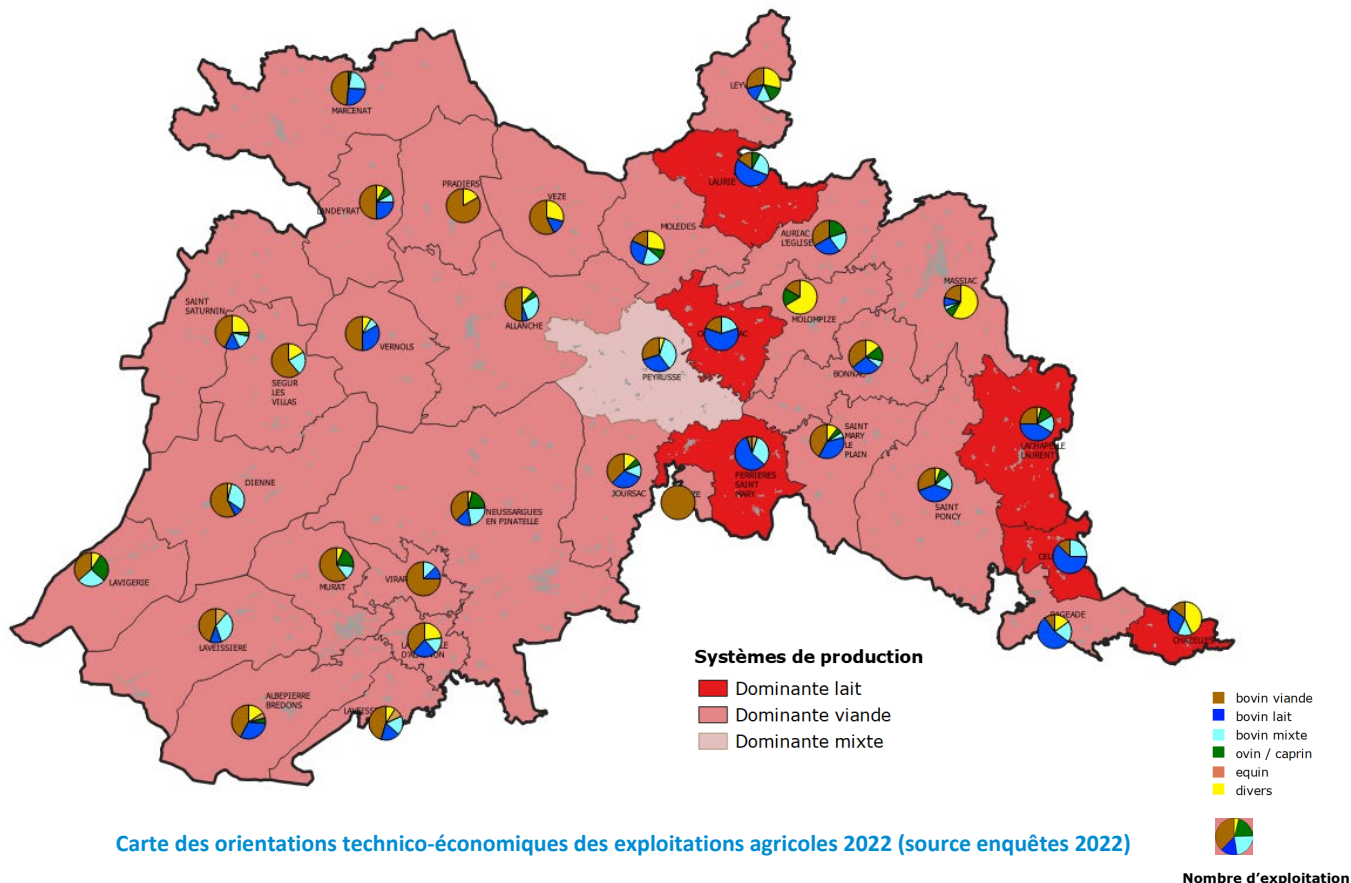 MARCENAT
LANDEYRAT
PRADIERS
VEZE
MOLEDES
LAURIE
AURIAC
L'EGLISE
SAINT
SATURNIN
SEGUR
LES
VILLAS
VERNOLS
ALLANCHE
PEYRUSSE
MOLOMPIZE
MASSIAC
BONNAC
SAINT
MARY
LE
PLAIN
LACHAPELLE
LAURENT
DIENNE
NEUSSARGUES
EN PINATELLE
JOURSAC
FERRIERES
SAINT
MARY
SAINT
PONCY
LAVIGERIE
MURAT
LAVEISSIERE
RAGEADE
CHAZELLES
ALBEPIERRE
BREDONS
Systèmes de production
Dominante lait
Dominante viande
Dominante mixte
bovin viande
bovin lait
bovin mixte
ovin / caprin
equin
divers
Carte des orientations technico-économiques des exploitations agricoles 2022 (source enquêtes 2022)
Nombre d'exploitation